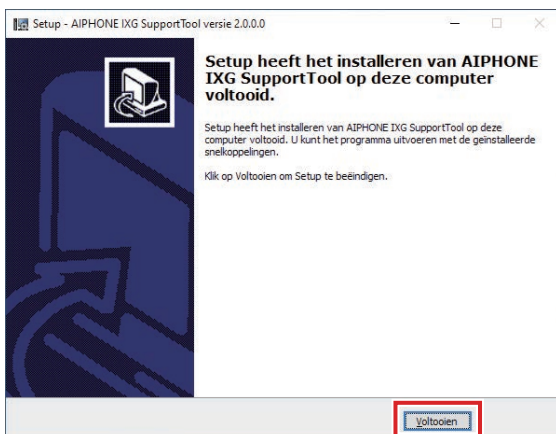 Setup - AIPHONE IXG SupportTool versie 2.0.0.0
Setup heeft het installeren van AIPHONE
IXG SupportTool op deze computer
voltooid.
Setup heeft het installeren van AIPHONE IXG SupportTool op deze
computer voltooid. U kunt het programma uitvoeren met de geïnstalleerde
snelkoppelingen.
Klik op Voltooien om Setup te beëindigen.
Voltooien